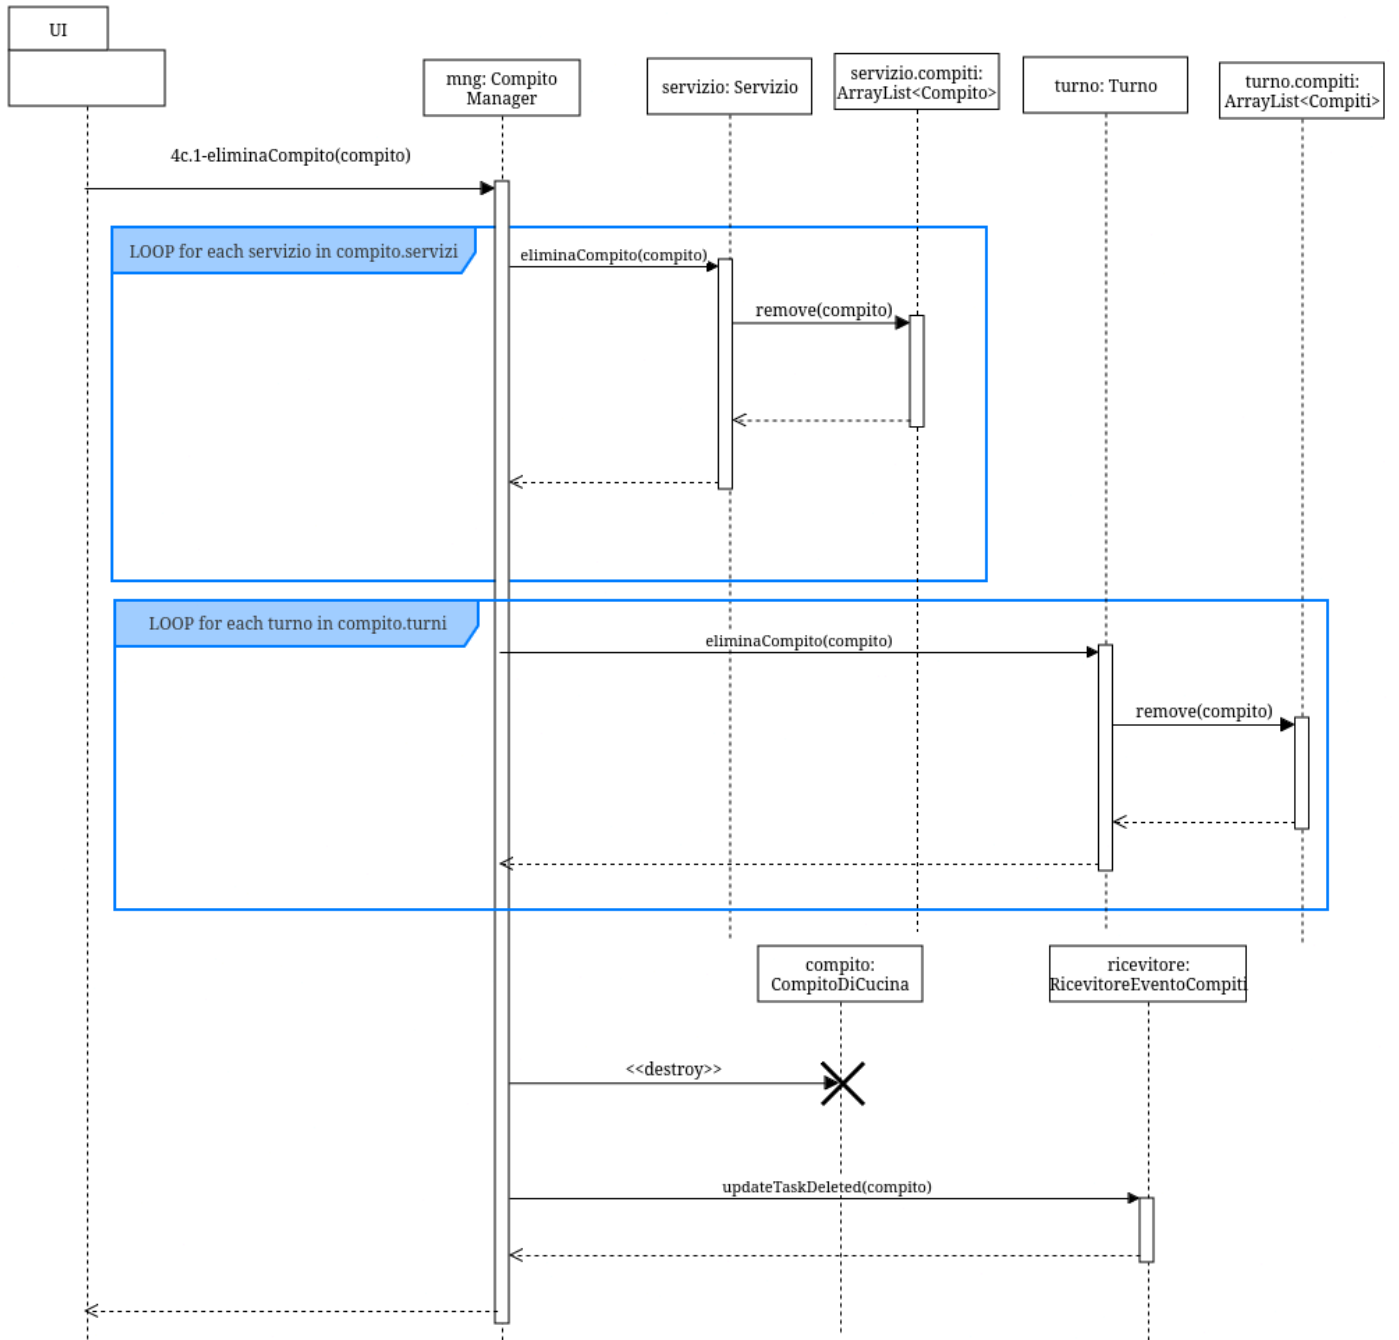 UI
mng: Compito
Manager
servizio: Servizio
servizio.compiti:
ArrayList<Compito>
turno: Turno
turno.compiti:
ArrayList<Compiti>
4c.1-eliminaCompito(compito)
LOOP for each servizio in compito.servizi
eliminaCompito(compito)
remove(compito)
LOOP for each turno in compito.turni
eliminaCompito(compito)
remove(compito)
compito:
CompitoDiCucina
ricevitore:
RicevitoreEventoCompiti
<<destroy>>
updateTaskDeleted(compito)